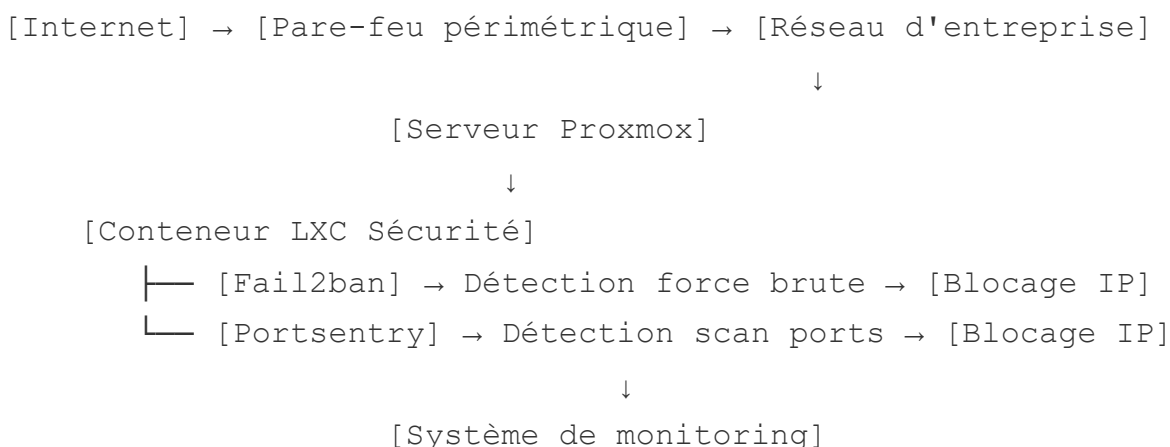 [Internet] → [Pare-feu périmétrique] → [Réseau d'entreprise]
↓
[Serveur Proxmox]
↓
[Conteneur LXC Sécurité]
├── [Fail2ban] → Détection force brute → [Blocage IP]
└── [Portsentry] → Détection scan ports → [Blocage IP]
↓
[Système de monitoring]